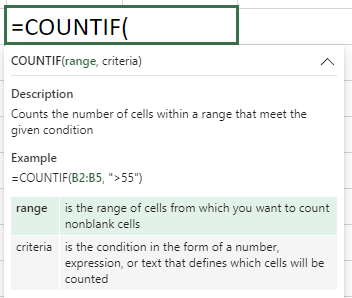 =COUNTIF(
COUNTIF(range, criteria)
Description
Counts the number of cells within a range that meet the
given condition
Example
=COUNTIF(B2:B5, ">55")
range is the range of cells from which you want to count
nonblank cells
criteria is the condition in the form of a number,
expression, or text that defines which cells will be
counted